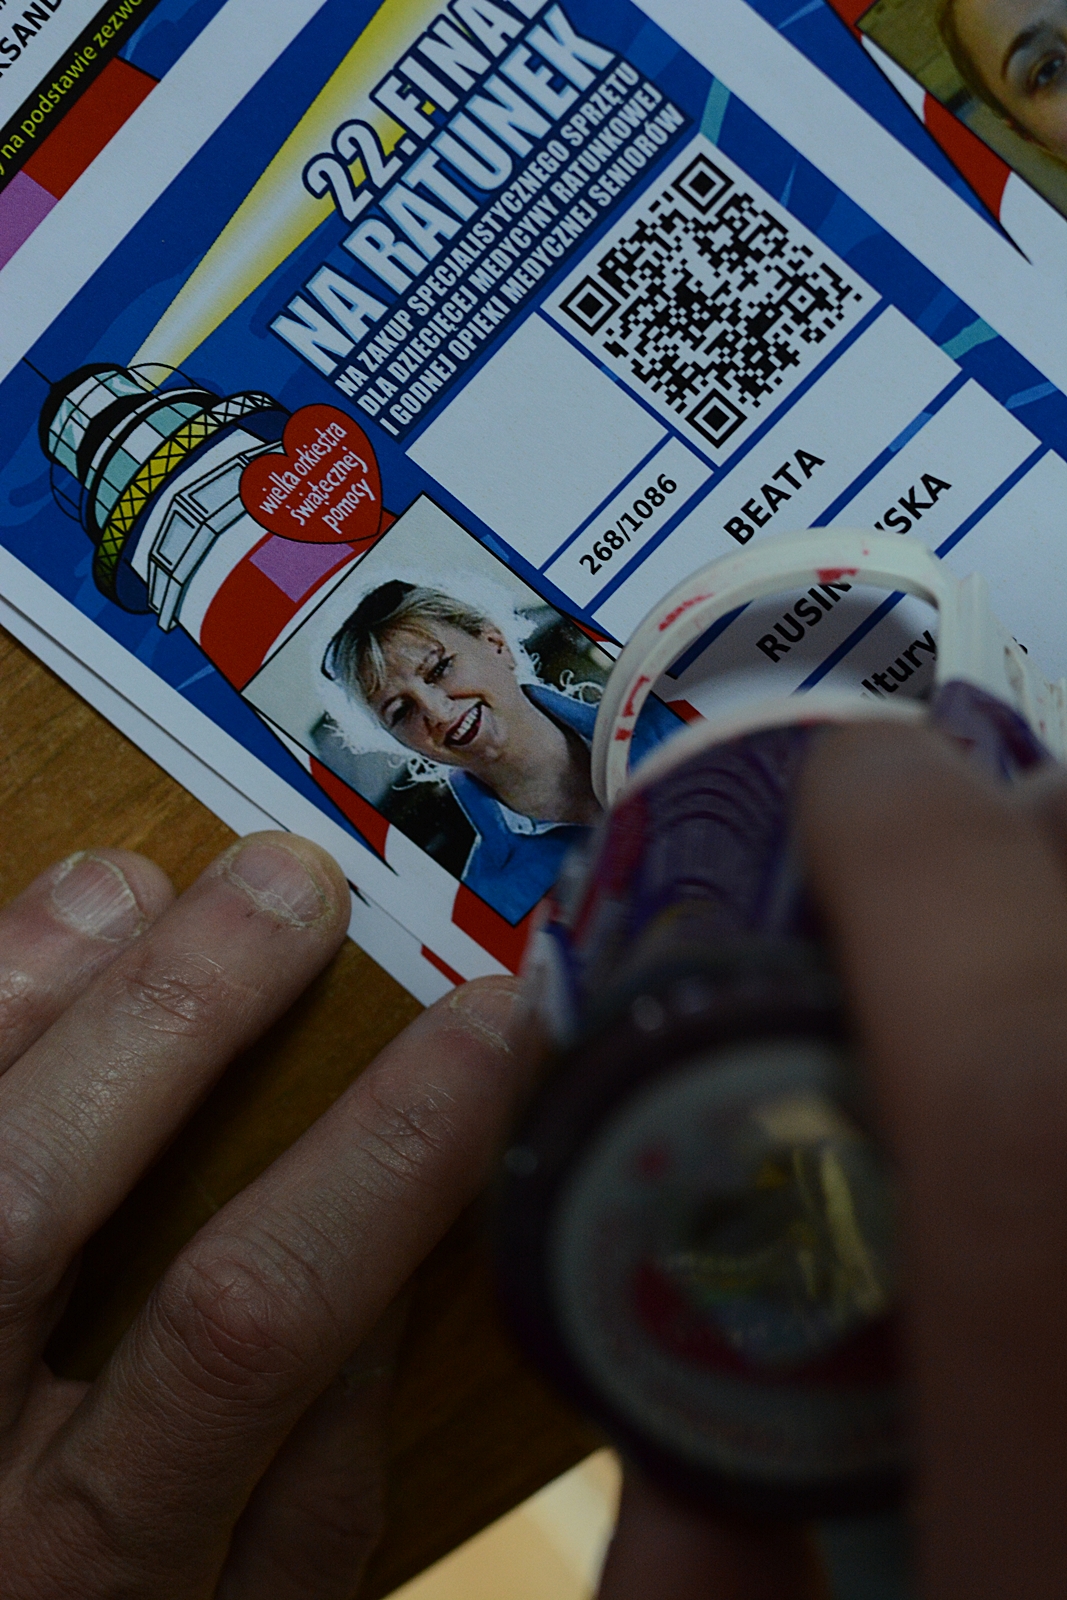 KSAND
y na podstawie zezwo
22.FINAŁ
NA RATUNEK
NA ZAKUP SPECJALISTYCZNEGO SPRZĘTU
DLA DZIECIĘCEJ MEDYCYNY RATUNKOWEJ
I GODNEJ OPIEKI MEDYCZNEJ SENIORÓW
wielka orkiestra
świątecznej
pomocy
268/1086
BEATA
RUSIN SKA
ltury